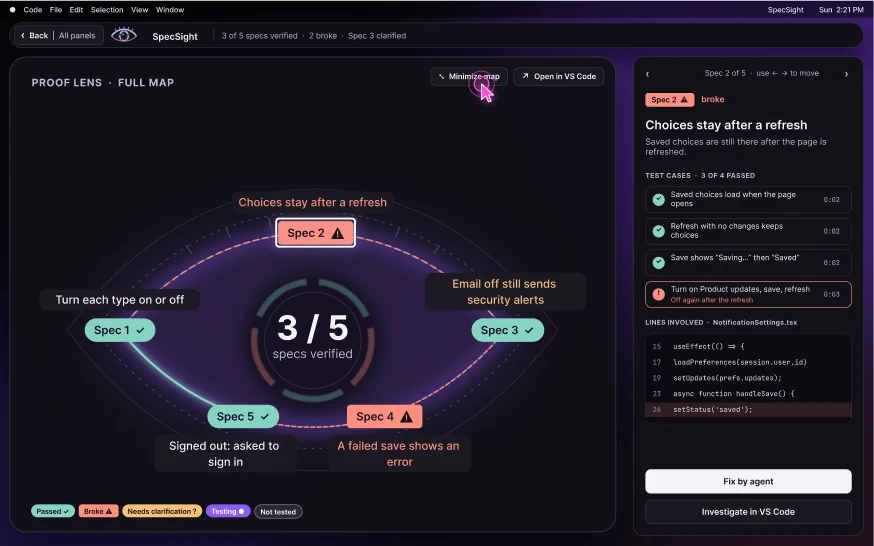 Code File Edit Selection View Window
SpecSight Sun 2:21 PM
‹ Back | All panels
SpecSight
3 of 5 specs verified · 2 broke · Spec 3 clarified
PROOF LENS · FULL MAP
Minimize map
Open in VS Code
Choices stay after a refresh
Spec 2
Email off still sends
security alerts
Turn each type on or off
Spec 1
3 / 5
specs verified
Spec 3
Spec 5
Spec 4
Signed out: asked to
sign in
A failed save shows an
error
Passed
Broke
Needs clarification ?
Testing
Not tested
‹ Spec 2 of 5 · use ← → to move ›
Spec 2 broke
Choices stay after a refresh
Saved choices are still there after the page is
refreshed.
TEST CASES · 3 OF 4 PASSED
Saved choices load when the page
opens
0:02
Refresh with no changes keeps
choices
0:02
Save shows "Saving…" then "Saved"
0:02
Turn on Product updates, save, refresh
Off again after the refresh
0:03
LINES INVOLVED · NotificationSettings.tsx
15 useEffect(() => {
17 loadPreferences(session.user.id)
19 setUpdates(prefs.updates);
23 async function handleSave() {
26 setStatus('saved');
Fix by agent
Investigate in VS Code